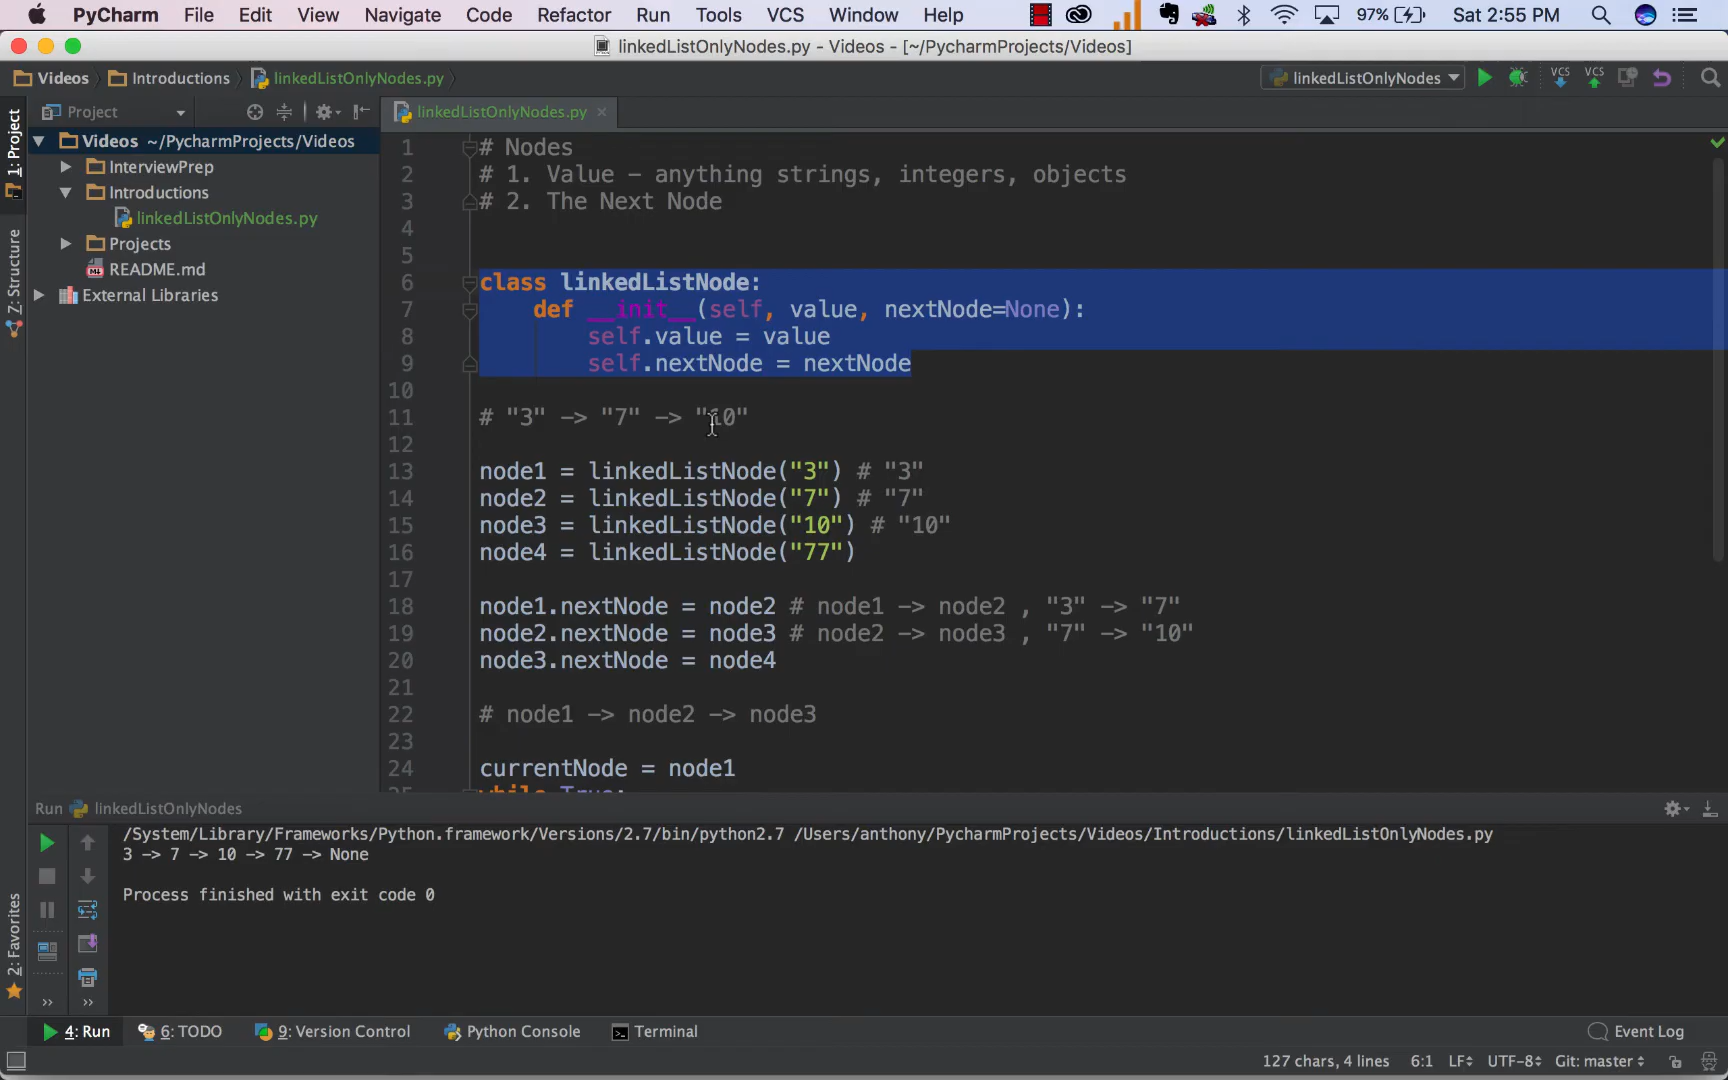 PyCharm File Edit View Navigate Code Refactor Run Tools VCS Window Help 97% Sat 2:55 PM
linkedListOnlyNodes.py - Videos - [~/PycharmProjects/Videos]
Videos Introductions linkedListOnlyNodes.py linkedListOnlyNodes VCS VCS
Project linkedListOnlyNodes.py
1: Project
Z: Structure
2: Favorites
Videos ~/PycharmProjects/Videos
InterviewPrep
Introductions
linkedListOnlyNodes.py
Projects
README.md
External Libraries
1 # Nodes
2 # 1. Value - anything strings, integers, objects
3 # 2. The Next Node
4
5
6 class linkedListNode:
7 def __init__(self, value, nextNode=None):
8 self.value = value
9 self.nextNode = nextNode
10
11 # "3" -> "7" -> "10"
12
13 node1 = linkedListNode("3") # "3"
14 node2 = linkedListNode("7") # "7"
15 node3 = linkedListNode("10") # "10"
16 node4 = linkedListNode("77")
17
18 node1.nextNode = node2 # node1 -> node2 , "3" -> "7"
19 node2.nextNode = node3 # node2 -> node3 , "7" -> "10"
20 node3.nextNode = node4
21
22 # node1 -> node2 -> node3
23
24 currentNode = node1
25 while True:
Run linkedListOnlyNodes
/System/Library/Frameworks/Python.framework/Versions/2.7/bin/python2.7 /Users/anthony/PycharmProjects/Videos/Introductions/linkedListOnlyNodes.py
3 -> 7 -> 10 -> 77 -> None
Process finished with exit code 0
4: Run 6: TODO 9: Version Control Python Console Terminal Event Log
127 chars, 4 lines 6:1 LF UTF-8 Git: master